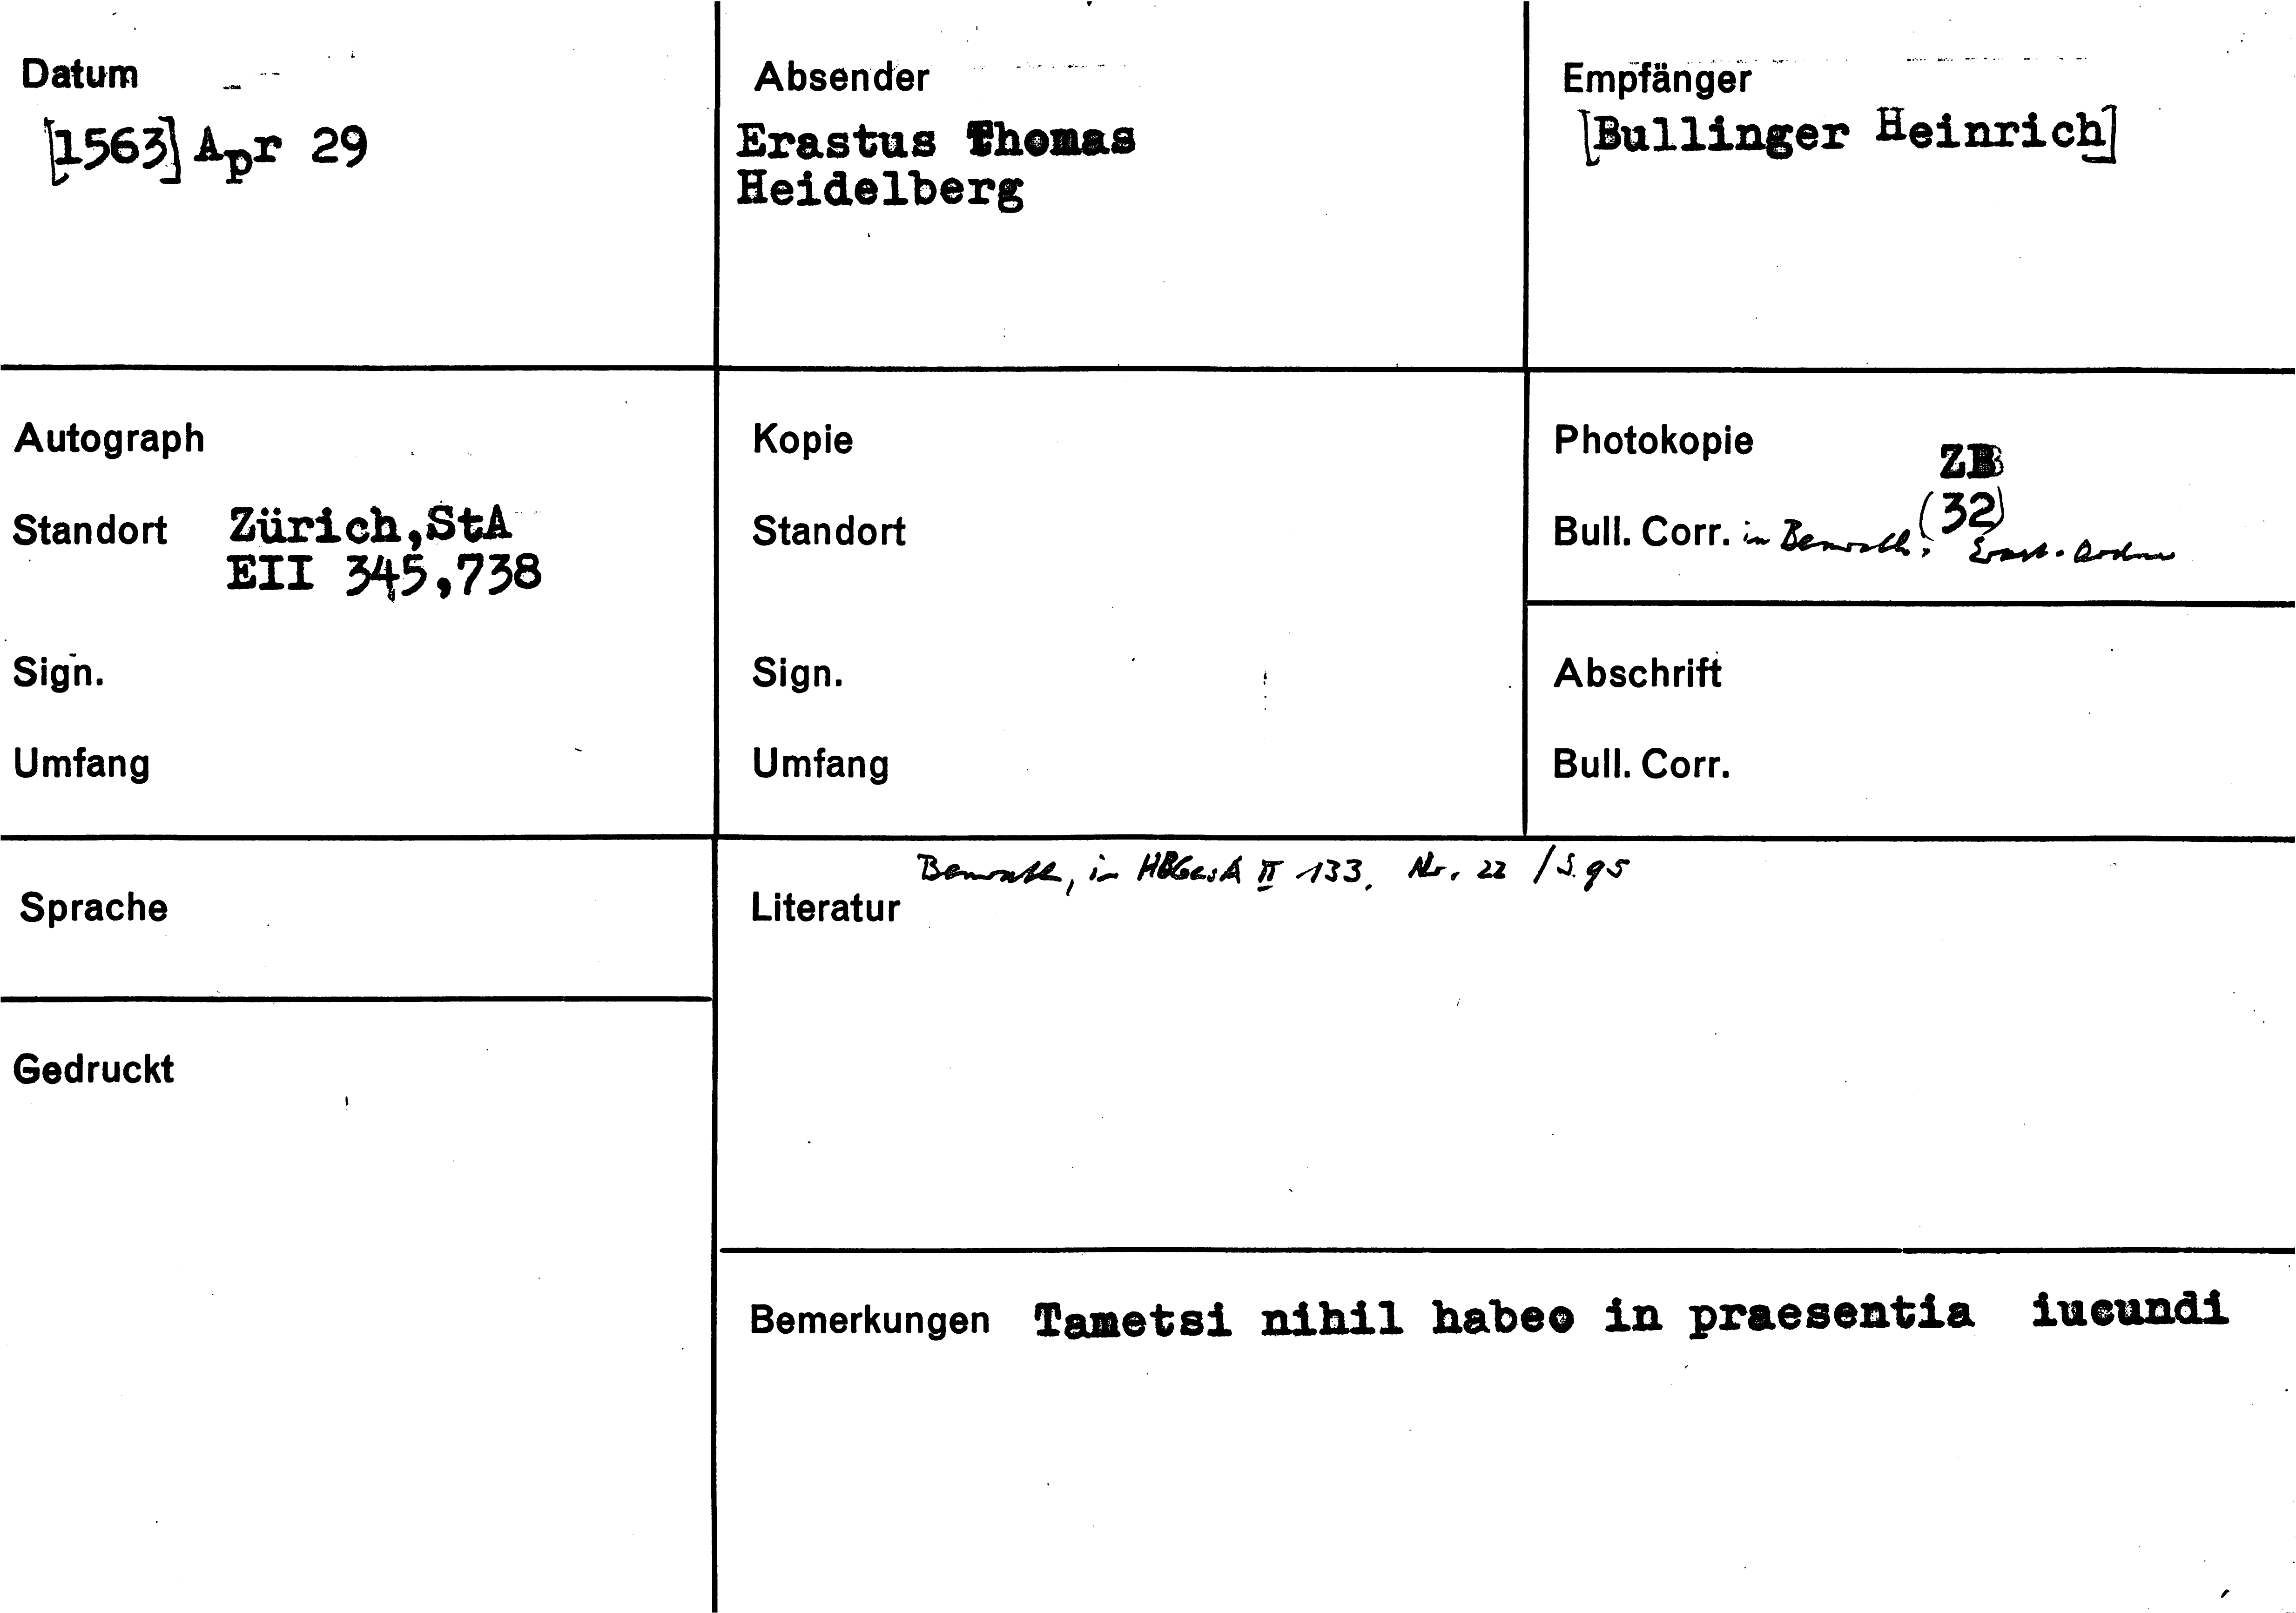 Datum
[1563] Apr 29
Absender
Erastus Thomas
Heidelberg
Empfänger
[Bullinger Heinrich]
Autograph
Standort Zürich,StA
EII 345,738
Sign.
Umfang
Kopie
Standort
Sign.
Umfang
Photokopie ZB
(32)
Bull. Corr. in Benrath, Erast-
Abschrift
Bull. Corr.
Sprache
Gedruckt
Benrath, in HBGesA II 133, Nr. 22 / S. 95
Literatur
Bemerkungen Tametsi nihil habeo in praesentia iucundi